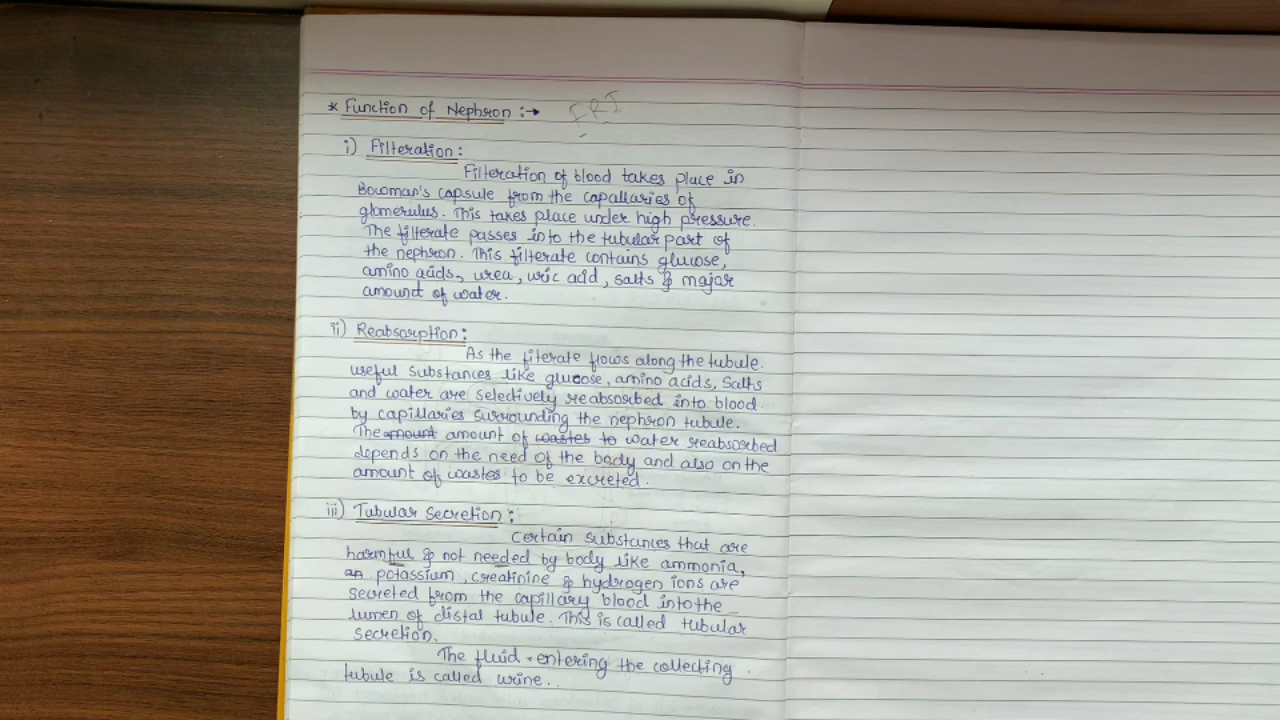 * Function of Nephron :→
i) Filteration:
Filteration of blood takes place in
Bowman's capsule from the capallaries of
glomerulus. This takes place under high pressure.
The filterate passes into the tubular part of
the nephron. This filterate contains glucose,
amino acids, urea, uric acid, salts & major
amount of water.
ii) Reabsorption:
As the filerate flows along the tubule.
useful substances like glucose, amino acids, salts
and water are selectively reabsorbed into blood
by capillaries surrounding the nephron tubule.
The amount amount of wastes to water reabsorbed
depends on the need of the body and also on the
amount of wastes to be excreted.
iii) Tubular Secretion:
Certain substances that are
harmful & not needed by body like ammonia,
an potassium, creatinine & hydrogen ions are
secreted from the capillary blood into the
lumen of distal tubule. This is called tubular
secretion.
The fluid entering the collecting
tubule is called urine.